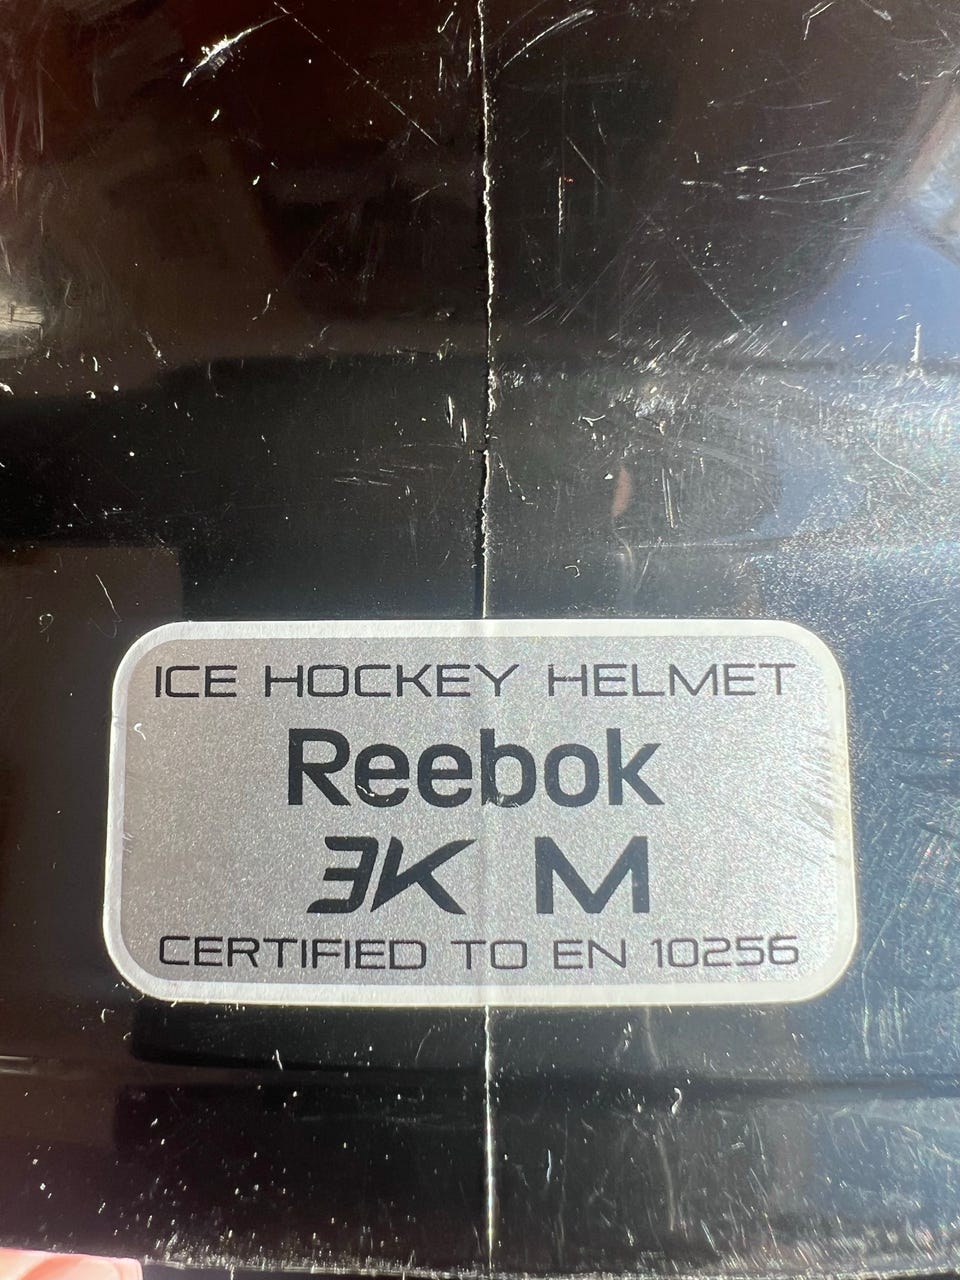 ICE HOCKEY HELMET
Reebok
3K M
CERTIFIED TO EN 10256